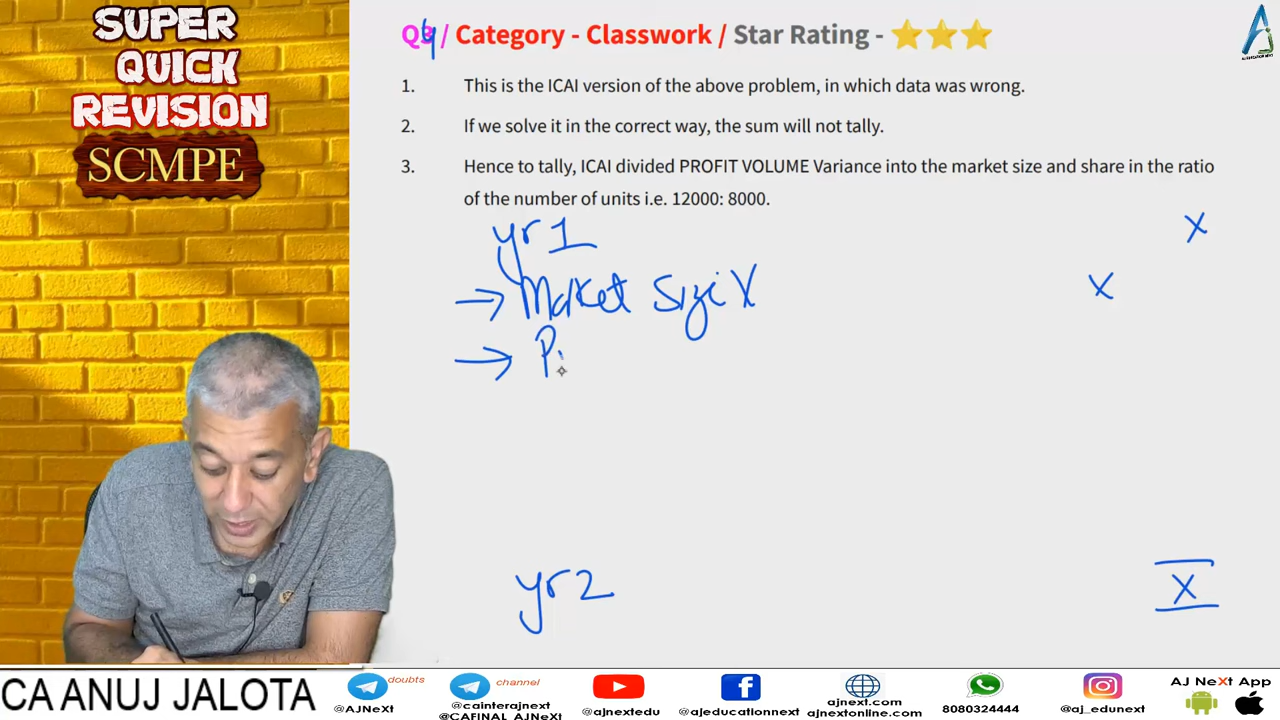 SUPER
QUICK
REVISION
SCMPE
Q4 / Category - Classwork / Star Rating -
1. This is the ICAI version of the above problem, in which data was wrong.
2. If we solve it in the correct way, the sum will not tally.
3. Hence to tally, ICAI divided PROFIT VOLUME Variance into the market size and share in the ratio
of the number of units i.e. 12000: 8000.
yr 1 X
→ Market Size V X
→ P
yr 2 X
CA ANUJ JALOTA
doubts
@AJNeXt
channel
@cainterajnext
@CAFINAL_AJNeXt
@ajnextedu
@ajeducationnext
ajnext.com
ajnextonline.com
8080324444
@aj_edunext
AJ NeXt App